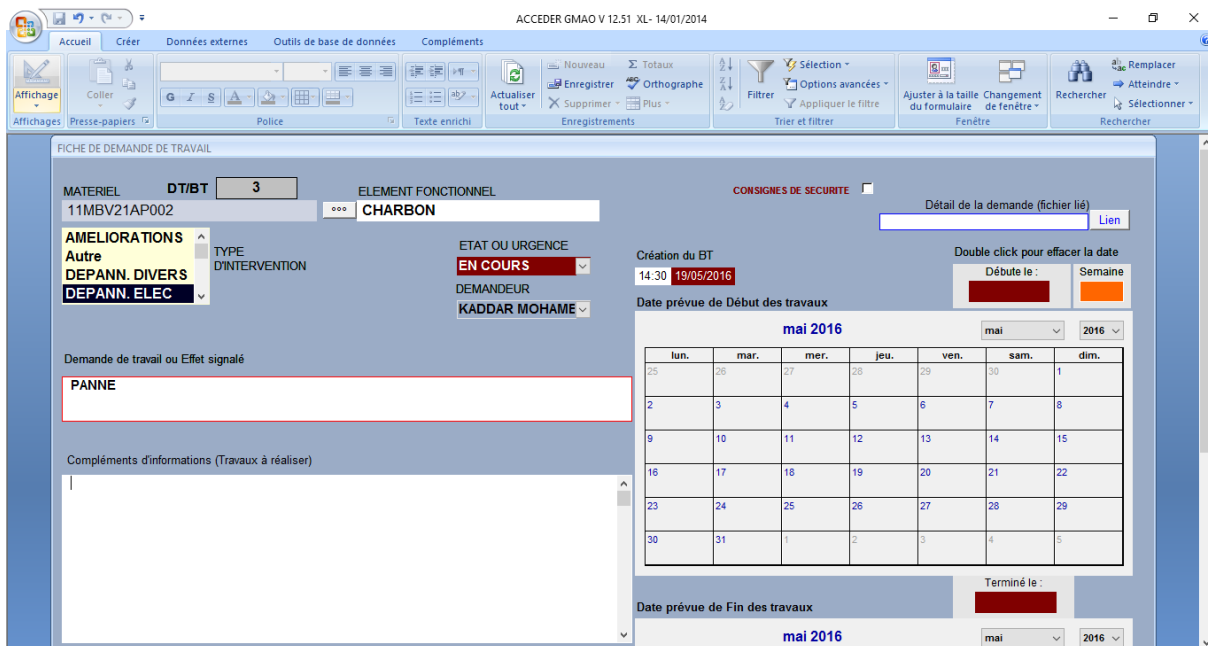 ACCEDER GMAO V 12.51 XL- 14/01/2014
Accueil Créer Données externes Outils de base de données Compléments
Affichage
Coller
G I S A
ab
Actualiser tout
Nouveau
Enregistrer
Supprimer
Σ Totaux
Orthographe
Plus
Filtrer
Sélection
Options avancées
Appliquer le filtre
Ajuster à la taille du formulaire
Changement de fenêtre
Rechercher
Remplacer
Atteindre
Sélectionner
Affichages Presse-papiers Police Texte enrichi Enregistrements Trier et filtrer Fenêtre Rechercher
FICHE DE DEMANDE DE TRAVAIL
MATERIEL DT/BT 3 ELEMENT FONCTIONNEL
11MBV21AP002 CHARBON
CONSIGNES DE SECURITE
Détail de la demande (fichier lié)
Lien
AMELIORATIONS
Autre
DEPANN. DIVERS
DEPANN. ELEC
TYPE
D'INTERVENTION
ETAT OU URGENCE
EN COURS
DEMANDEUR
KADDAR MOHAME
Création du BT
14:30 19/05/2016
Double click pour effacer la date
Débute le : Semaine
Date prévue de Début des travaux
mai 2016 mai 2016
lun. mar. mer. jeu. ven. sam. dim.
25 26 27 28 29 30 1
2 3 4 5 6 7 8
9 10 11 12 13 14 15
16 17 18 19 20 21 22
23 24 25 26 27 28 29
30 31 1 2 3 4 5
Demande de travail ou Effet signalé
PANNE
Compléments d'informations (Travaux à réaliser)
Terminé le :
Date prévue de Fin des travaux
mai 2016 mai 2016